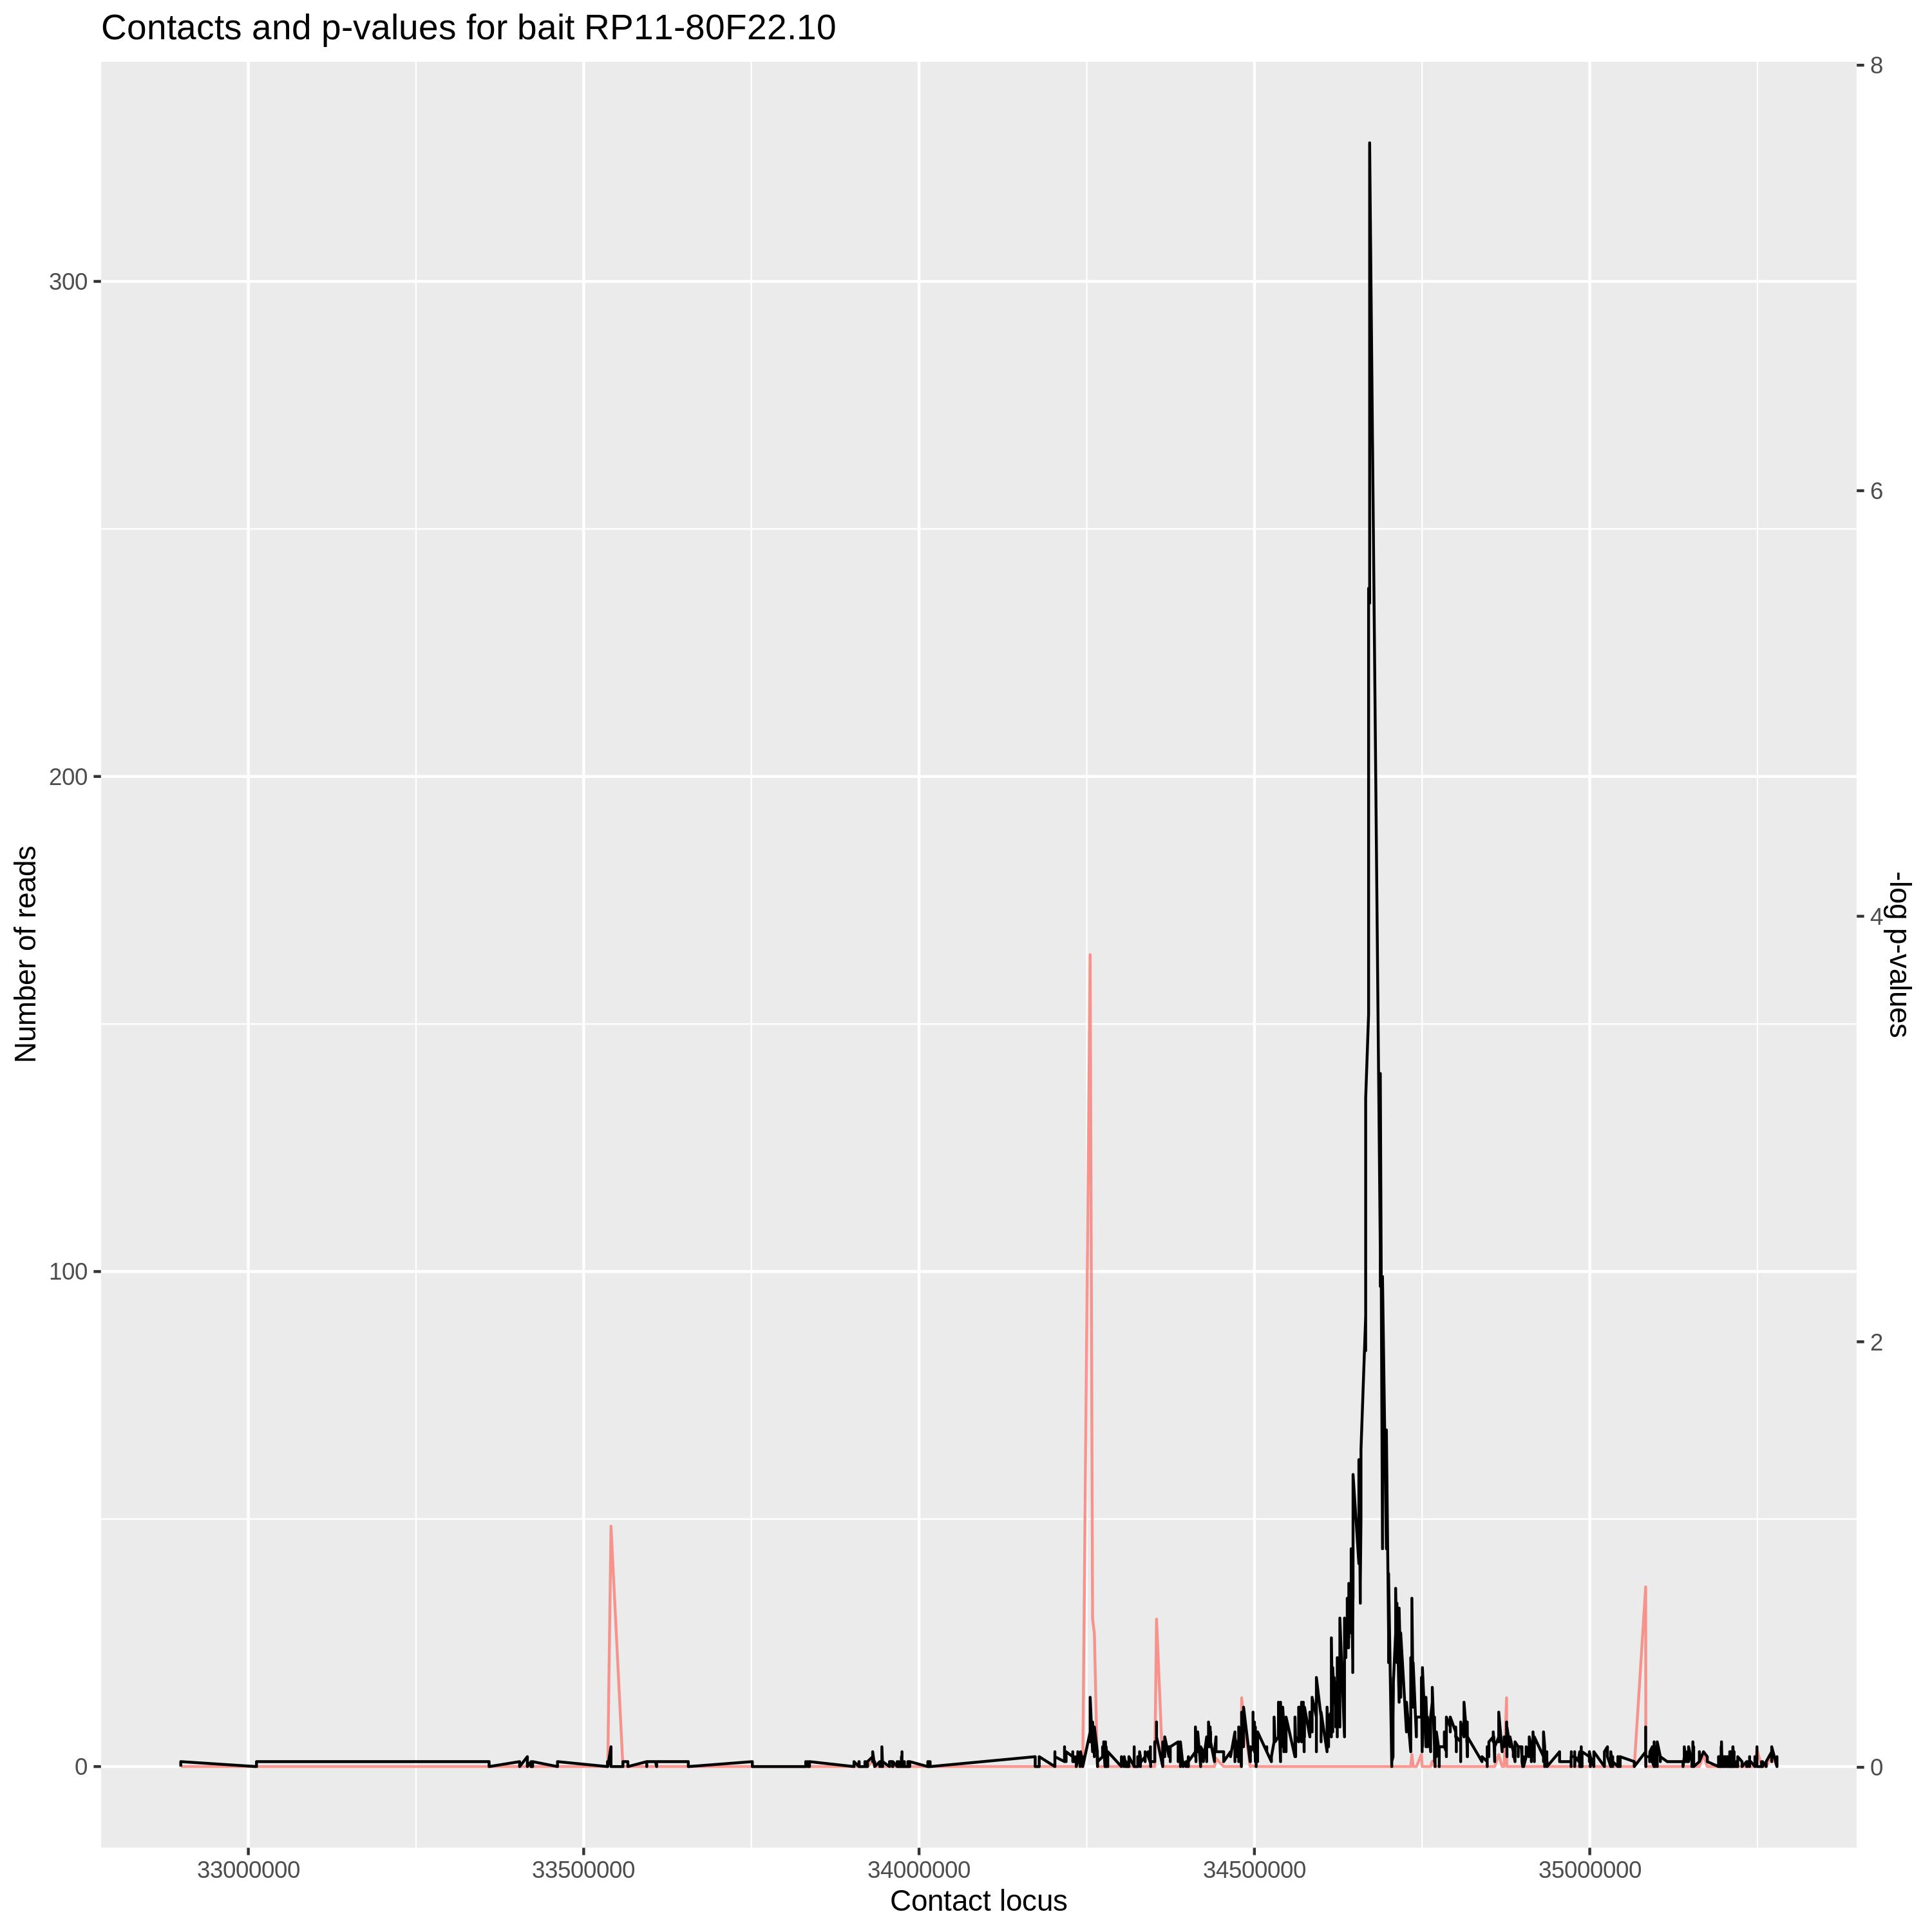 Contacts and p-values for bait RP11-80F22.10
8
300
6
200
Number of reads
-log p-values
4
100
2
0
0
33000000 33500000 34000000 34500000 35000000
Contact locus